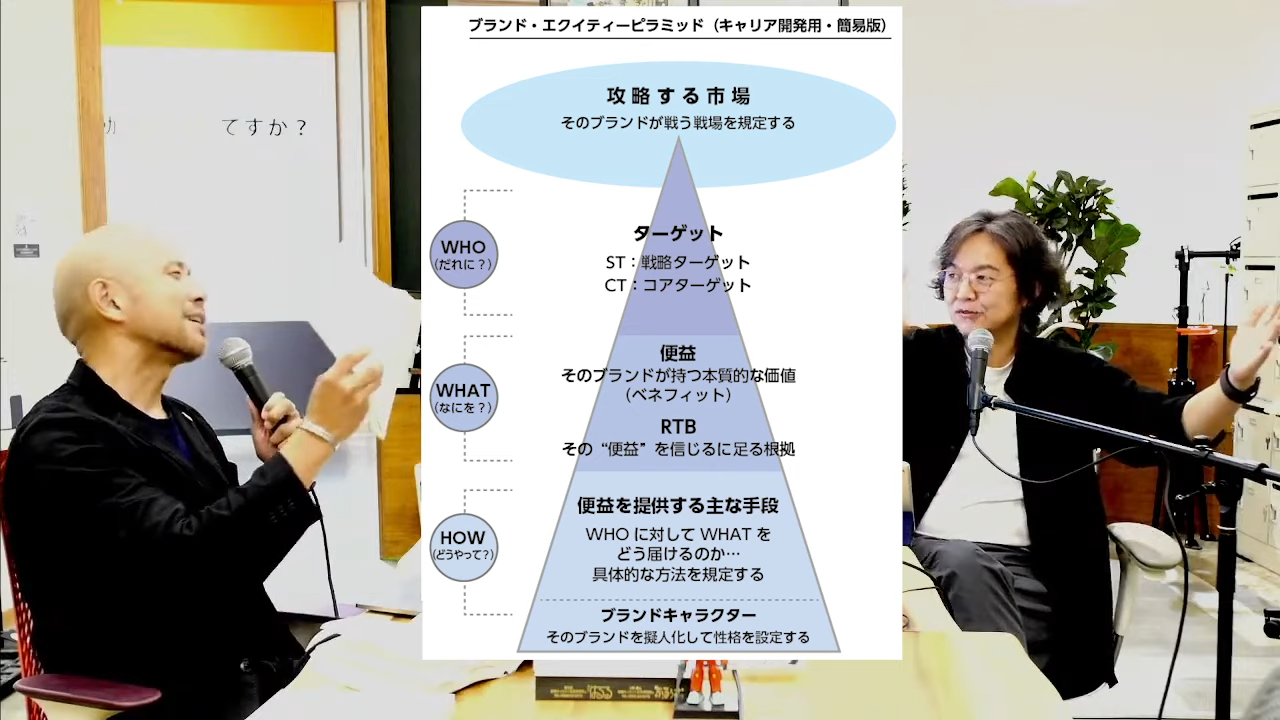 ブランド・エクイティーピラミッド（キャリア開発用・簡易版）
攻略する市場
そのブランドが戦う戦場を規定する
WHO
（だれに？）
ターゲット
ST：戦略ターゲット
CT：コアターゲット
WHAT
（なにを？）
便益
そのブランドが持つ本質的な価値
（ベネフィット）
RTB
その“便益”を信じるに足る根拠
HOW
（どうやって？）
便益を提供する主な手段
WHO に対して WHAT を
どう届けるのか…
具体的な方法を規定する
ブランドキャラクター
そのブランドを擬人化して性格を設定する
てすか？